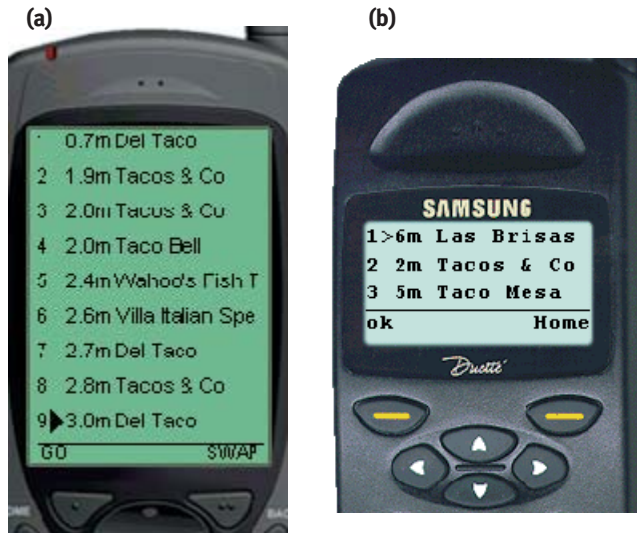 (a)
0.7m Del Taco
2 1.9m Tacos & Co
3 2.0m Tacos & Co
4 2.0m Taco Bell
5 2.4m Wahoo's Fish T
6 2.6m Villa Italian Spe
7 2.7m Del Taco
8 2.8m Tacos & Co
9 3.0m Del Taco
GO SWAP
(b)
SAMSUNG
1>6m Las Brisas
2 2m Tacos & Co
3 5m Taco Mesa
ok Home
Duette